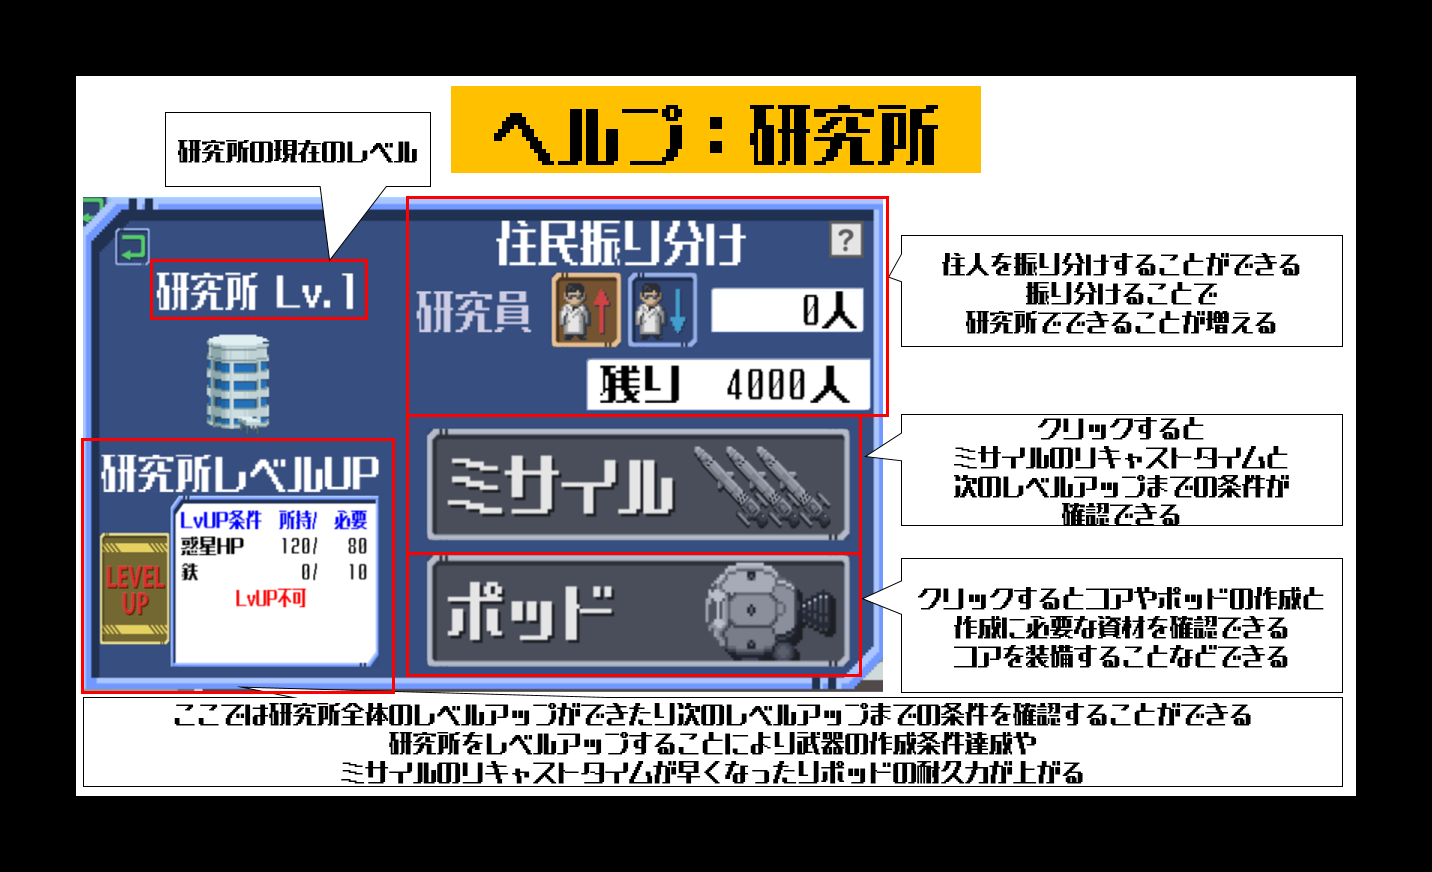 ヘルプ：研究所
研究所の現在のレベル
研究所 Lv.1
住民振り分け
?
研究員
0人
残り 4000人
住人を振り分けすることができる
振り分けることで
研究所でできることが増える
ミサイル
クリックすると
ミサイルのリキャストタイムと
次のレベルアップまでの条件が
確認できる
ポッド
クリックするとコアやポッドの作成と
作成に必要な資材を確認できる
コアを装備することなどできる
研究所レベルUP
LEVEL
UP
LvUP条件 所持/ 必要
惑星HP 120/ 80
鉄 0/ 10
LvUP不可
ここでは研究所全体のレベルアップができたり次のレベルアップまでの条件を確認することができる
研究所をレベルアップすることにより武器の作成条件達成や
ミサイルのリキャストタイムが早くなったりポッドの耐久力が上がる